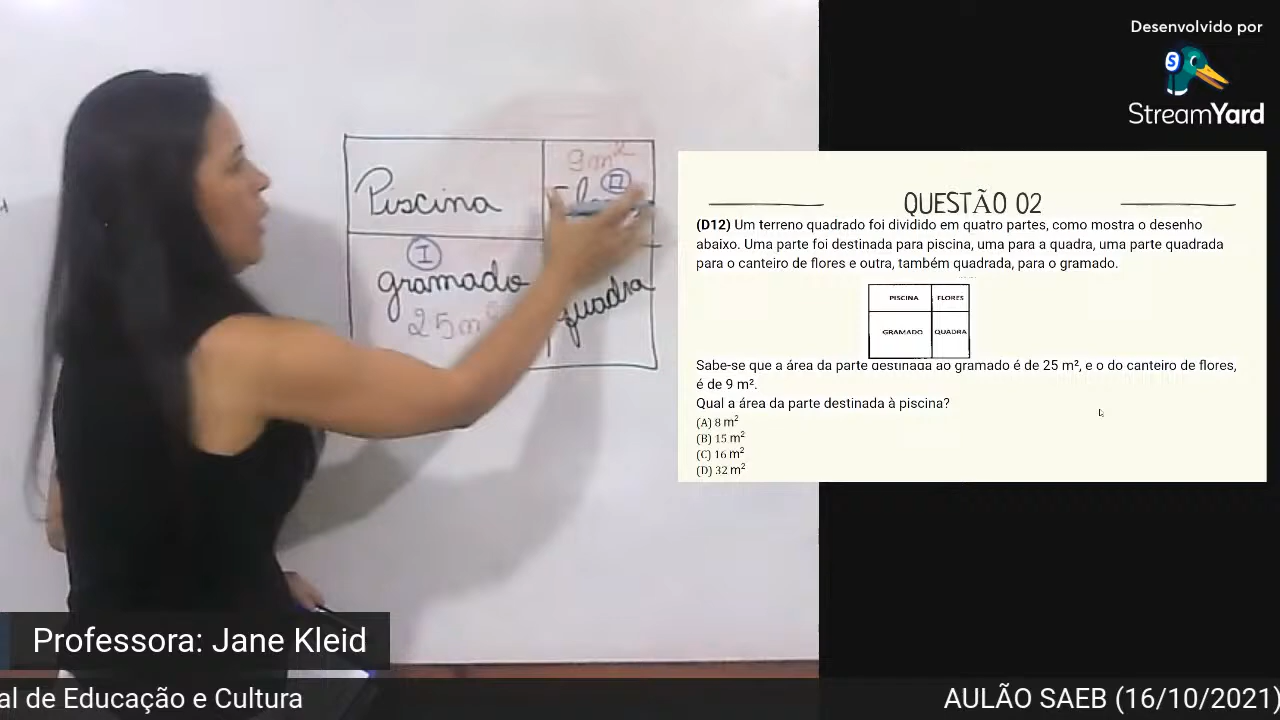 Desenvolvido por
S
StreamYard
Piscina
9m²
II
I
gramado
25m²
quadra
QUESTÃO 02
(D12) Um terreno quadrado foi dividido em quatro partes, como mostra o desenho
abaixo. Uma parte foi destinada para piscina, uma para a quadra, uma parte quadrada
para o canteiro de flores e outra, também quadrada, para o gramado.
PISCINA FLORES
GRAMADO QUADRA
Sabe-se que a área da parte destinada ao gramado é de 25 m², e o do canteiro de flores,
é de 9 m².
Qual a área da parte destinada à piscina?
(A) 8 m²
(B) 15 m²
(C) 16 m²
(D) 32 m²
Professora: Jane Kleid
al de Educação e Cultura
AULÃO SAEB (16/10/2021)